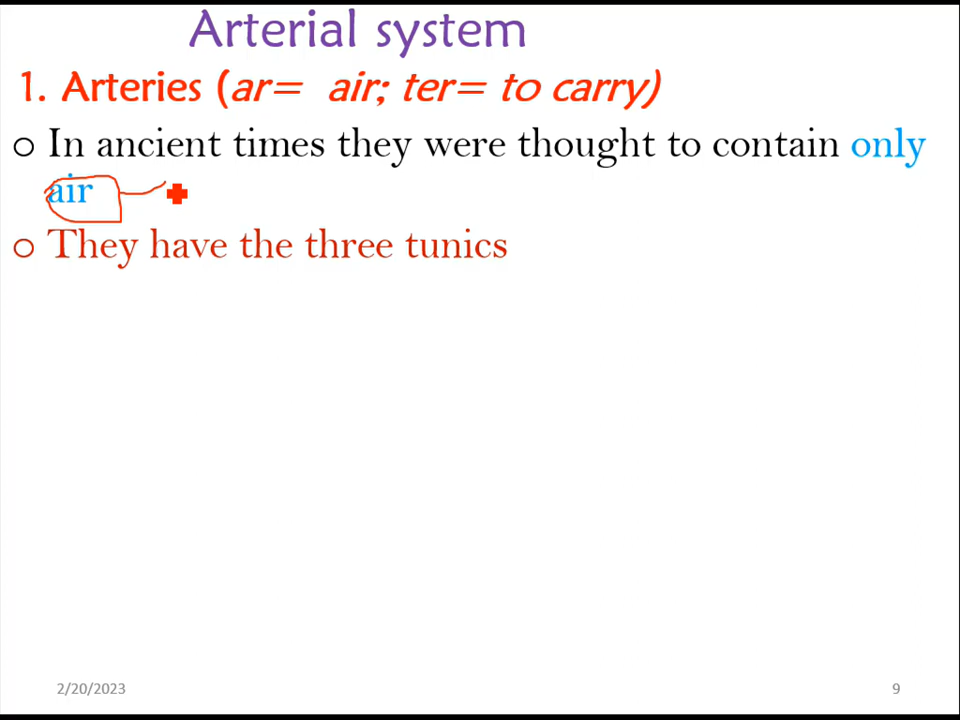 Arterial system
1. Arteries (ar= air; ter= to carry)
o In ancient times they were thought to contain only
air
o They have the three tunics
2/20/2023
9